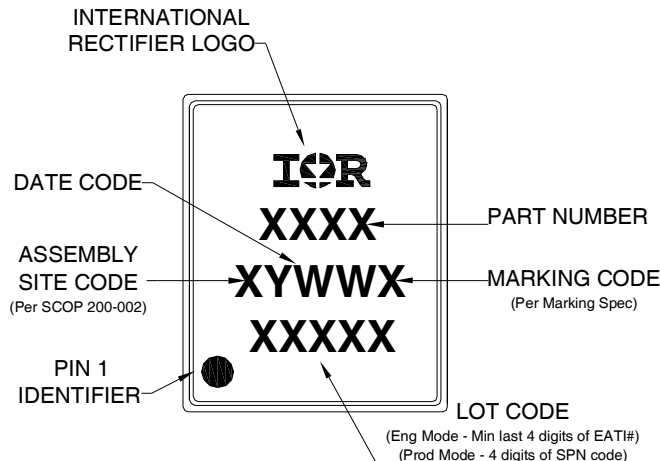 INTERNATIONAL
RECTIFIER LOGO
IOR
DATE CODE
XXXX
PART NUMBER
ASSEMBLY
SITE CODE
(Per SCOP 200-002)
XYWWX
MARKING CODE
(Per Marking Spec)
XXXXX
PIN 1
IDENTIFIER
LOT CODE
(Eng Mode - Min last 4 digits of EATI#)
(Prod Mode - 4 digits of SPN code)